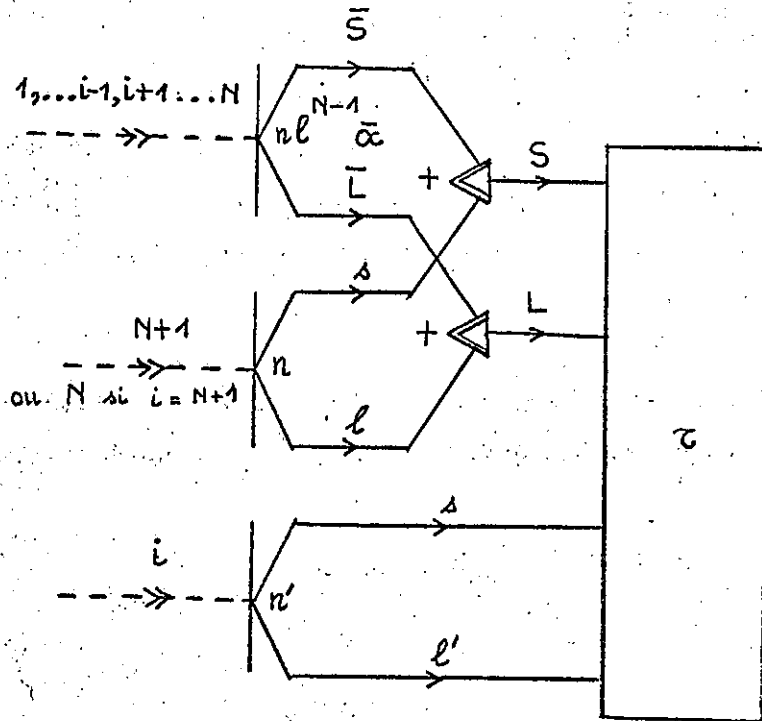 S̄
1,...i-1,i+1...N
nl^{N-1} ᾱ
L̄
+ S
s
N+1
+ L
n
ou N si i = N+1
l
τ
s
i
n'
l'